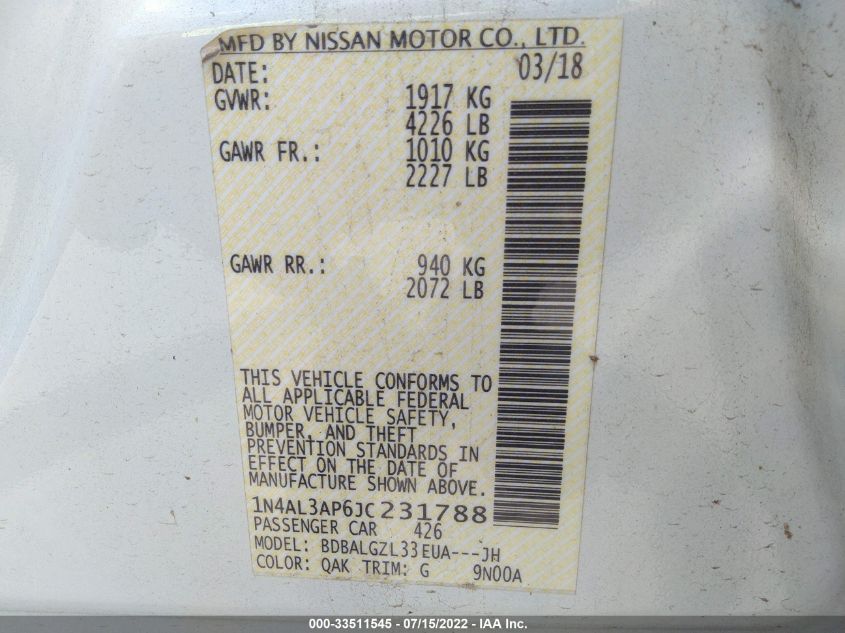 MFD BY NISSAN MOTOR CO., LTD.
DATE: 03/18
GVWR: 1917 KG
4226 LB
GAWR FR.: 1010 KG
2227 LB
GAWR RR.: 940 KG
2072 LB
THIS VEHICLE CONFORMS TO
ALL APPLICABLE FEDERAL
MOTOR VEHICLE SAFETY,
BUMPER, AND THEFT
PREVENTION STANDARDS IN
EFFECT ON THE DATE OF
MANUFACTURE SHOWN ABOVE.
1N4AL3AP6JC231788
PASSENGER CAR 426
MODEL: BDBALGZL33EUA---JH
COLOR: QAK TRIM: G 9N00A
000-33511545 - 07/15/2022 - IAA Inc.